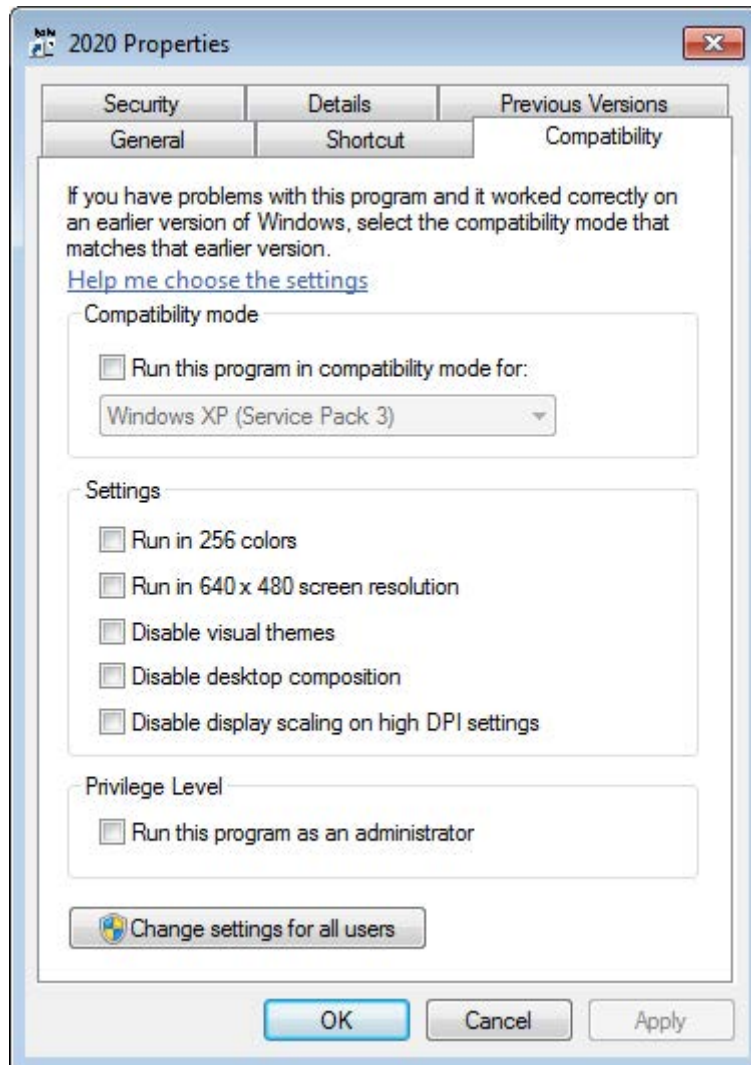 2020 Properties
Security Details Previous Versions
General Shortcut Compatibility
If you have problems with this program and it worked correctly on
an earlier version of Windows, select the compatibility mode that
matches that earlier version.
Help me choose the settings
Compatibility mode
Run this program in compatibility mode for:
Windows XP (Service Pack 3)
Settings
Run in 256 colors
Run in 640 x 480 screen resolution
Disable visual themes
Disable desktop composition
Disable display scaling on high DPI settings
Privilege Level
Run this program as an administrator
Change settings for all users
OK Cancel Apply